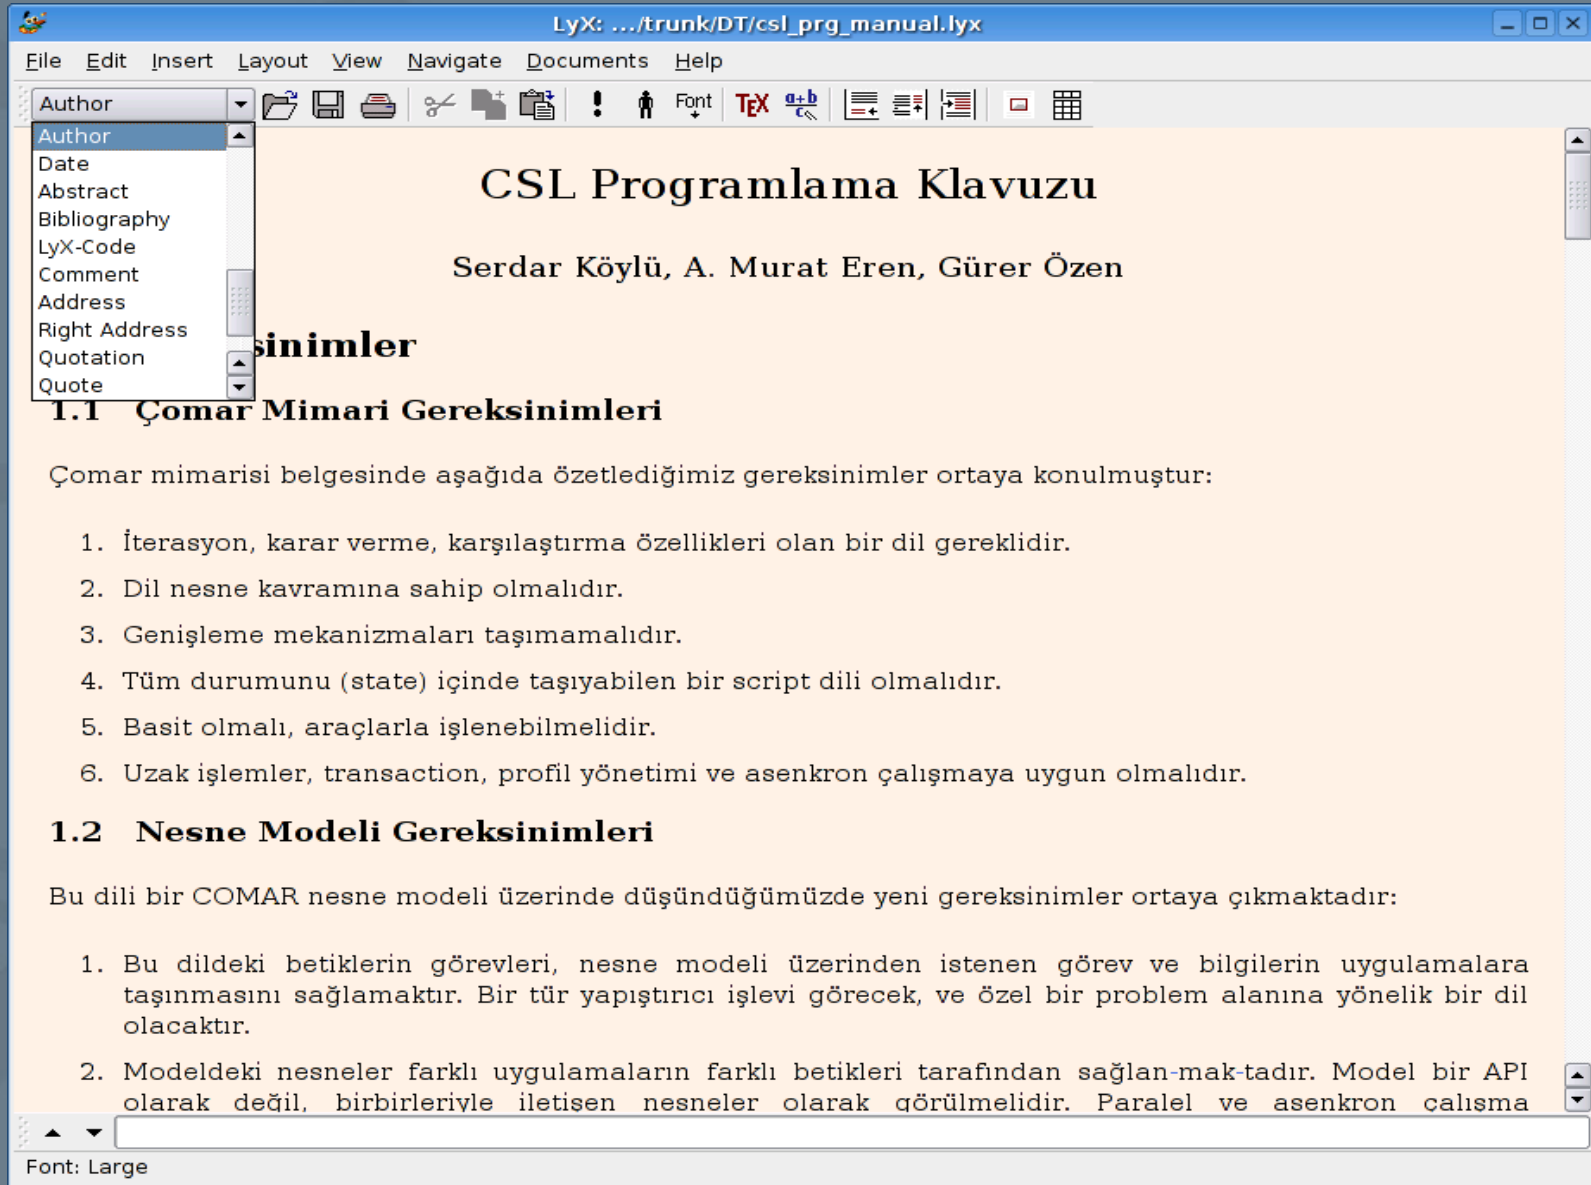 LyX: .../trunk/DT/csl_prg_manual.lyx
File Edit Insert Layout View Navigate Documents Help
Author Font TEX a+b c
Author
Date
Abstract
Bibliography
LyX-Code
Comment
Address
Right Address
Quotation
Quote
CSL Programlama Klavuzu
Serdar Köylü, A. Murat Eren, Gürer Özen
sinimler
1.1 Çomar Mimari Gereksinimleri
Çomar mimarisi belgesinde aşağıda özetlediğimiz gereksinimler ortaya konulmuştur:
1. İterasyon, karar verme, karşılaştırma özellikleri olan bir dil gereklidir.
2. Dil nesne kavramına sahip olmalıdır.
3. Genişleme mekanizmaları taşımamalıdır.
4. Tüm durumunu (state) içinde taşıyabilen bir script dili olmalıdır.
5. Basit olmalı, araçlarla işlenebilmelidir.
6. Uzak işlemler, transaction, profil yönetimi ve asenkron çalışmaya uygun olmalıdır.
1.2 Nesne Modeli Gereksinimleri
Bu dili bir COMAR nesne modeli üzerinde düşündüğümüzde yeni gereksinimler ortaya çıkmaktadır:
1. Bu dildeki betiklerin görevleri, nesne modeli üzerinden istenen görev ve bilgilerin uygulamalara
taşınmasını sağlamaktır. Bir tür yapıştırıcı işlevi görecek, ve özel bir problem alanına yönelik bir dil
olacaktır.
2. Modeldeki nesneler farklı uygulamaların farklı betikleri tarafından sağlan-mak-tadır. Model bir API
olarak değil, birbirleriyle iletişen nesneler olarak görülmelidir. Paralel ve asenkron çalışma
Font: Large